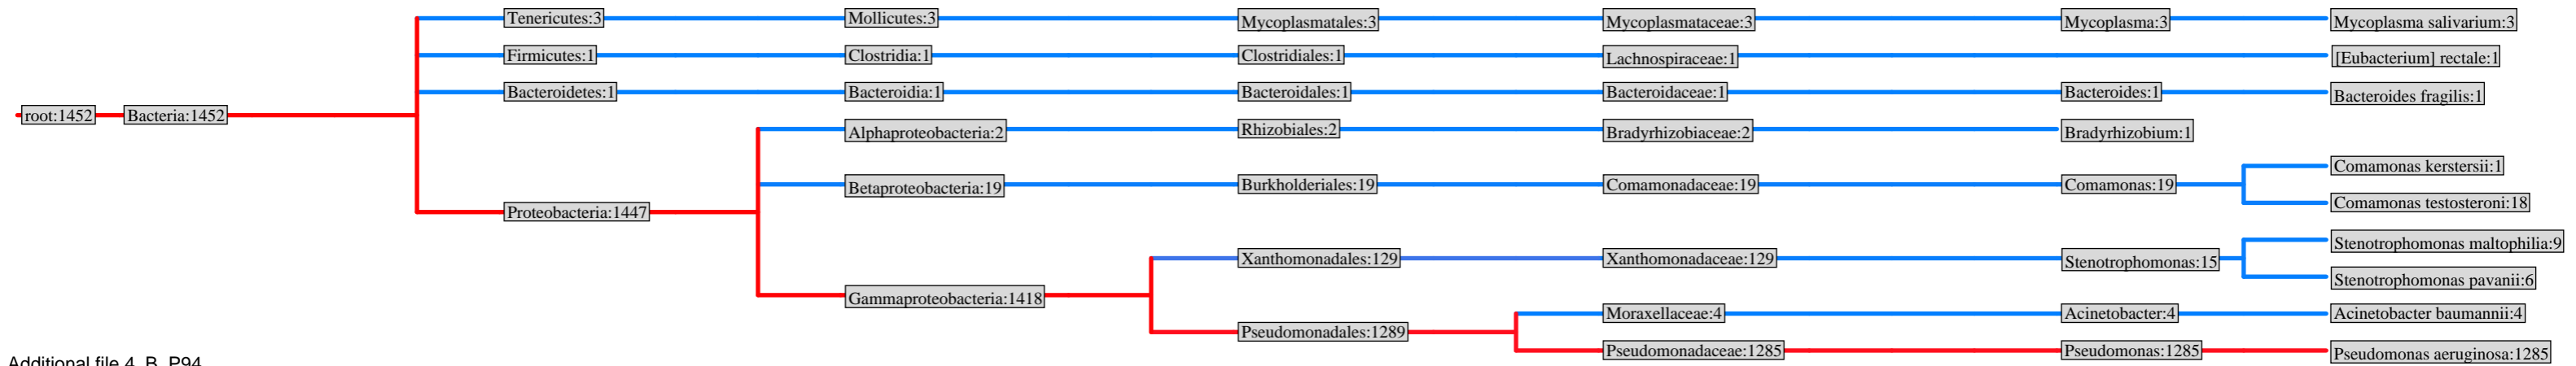 Tenericutes:3 Mollicutes:3 Mycoplasmatales:3 Mycoplasmataceae:3 Mycoplasma:3 Mycoplasma salivarium:3
Firmicutes:1 Clostridia:1 Clostridiales:1 Lachnospiraceae:1 [Eubacterium] rectale:1
Bacteroidetes:1 Bacteroidia:1 Bacteroidales:1 Bacteroidaceae:1 Bacteroides:1 Bacteroides fragilis:1
root:1452 Bacteria:1452
Alphaproteobacteria:2 Rhizobiales:2 Bradyrhizobiaceae:2 Bradyrhizobium:1
Comamonas kerstersii:1
Betaproteobacteria:19 Burkholderiales:19 Comamonadaceae:19 Comamonas:19
Comamonas testosteroni:18
Proteobacteria:1447
Stenotrophomonas maltophilia:9
Xanthomonadales:129 Xanthomonadaceae:129 Stenotrophomonas:15
Stenotrophomonas pavanii:6
Gammaproteobacteria:1418
Moraxellaceae:4 Acinetobacter:4 Acinetobacter baumannii:4
Pseudomonadales:1289
Pseudomonadaceae:1285 Pseudomonas:1285 Pseudomonas aeruginosa:1285
Additional file 4. B. P94